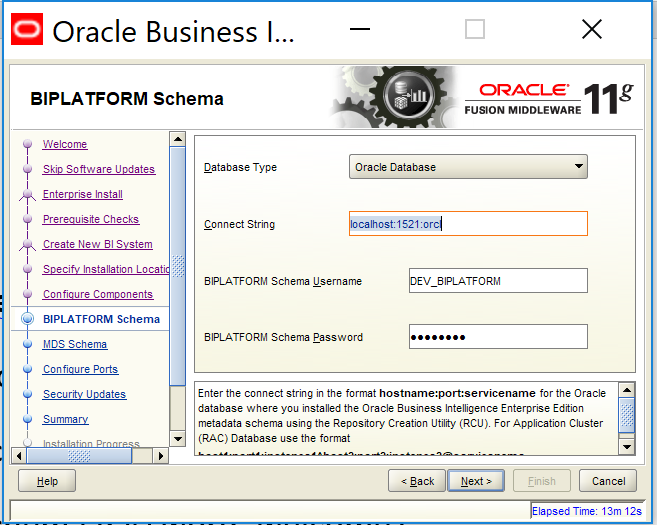 Oracle Business I...
BIPLATFORM Schema
ORACLE®
FUSION MIDDLEWARE 11g
Welcome
Skip Software Updates
Enterprise Install
Prerequisite Checks
Create New BI System
Specify Installation Locatic
Configure Components
BIPLATFORM Schema
MDS Schema
Configure Ports
Security Updates
Summary
Installation Progress
Database Type
Oracle Database
Connect String
localhost:1521:orcl
BIPLATFORM Schema Username
DEV_BIPLATFORM
BIPLATFORM Schema Password
Enter the connect string in the format hostname:port:servicename for the Oracle
database where you installed the Oracle Business Intelligence Enterprise Edition
metadata schema using the Repository Creation Utility (RCU). For Application Cluster
(RAC) Database use the format
Help
< Back
Next >
Finish
Cancel
Elapsed Time: 13m 12s